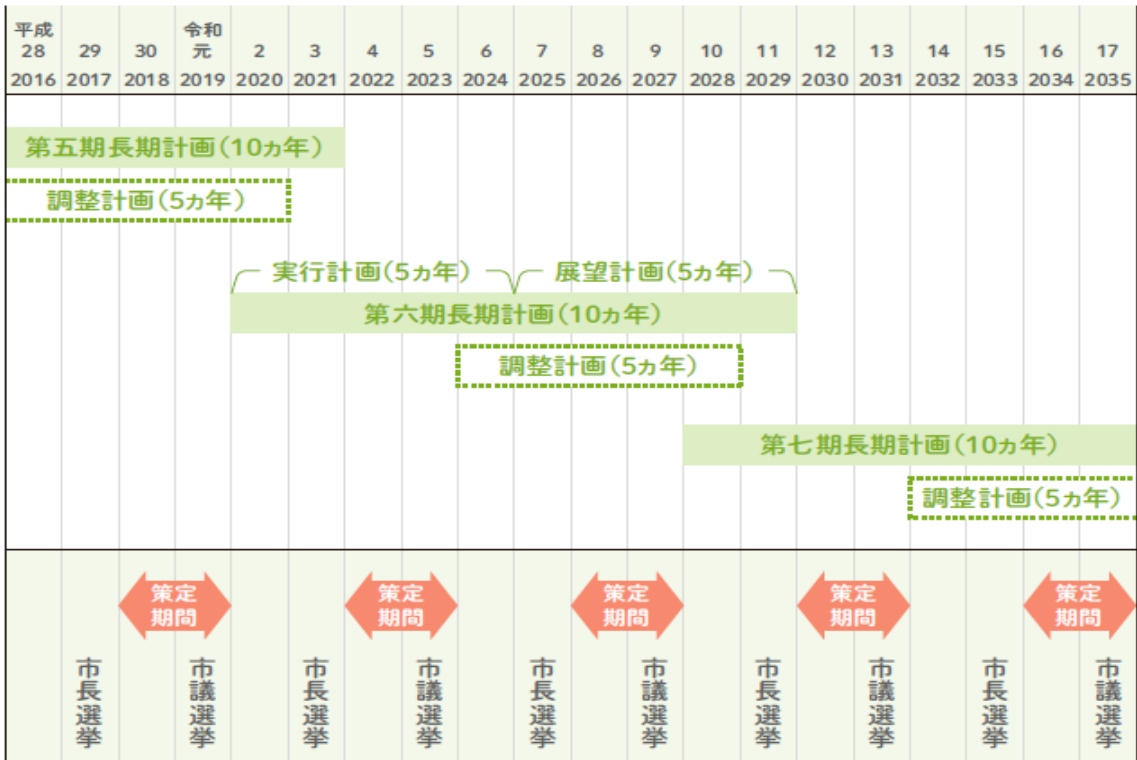 平成 令和
28 29 30 元 2 3 4 5 6 7 8 9 10 11 12 13 14 15 16 17
2016 2017 2018 2019 2020 2021 2022 2023 2024 2025 2026 2027 2028 2029 2030 2031 2032 2033 2034 2035
第五期長期計画(10ヵ年)
調整計画(5ヵ年)
実行計画(5ヵ年) 展望計画(5ヵ年)
第六期長期計画(10ヵ年)
調整計画(5ヵ年)
第七期長期計画(10ヵ年)
調整計画(5ヵ年)
策定 策定 策定 策定 策定
期間 期間 期間 期間 期間
市長選挙 市議選挙 市長選挙 市議選挙 市長選挙 市議選挙 市長選挙 市議選挙 市長選挙 市議選挙